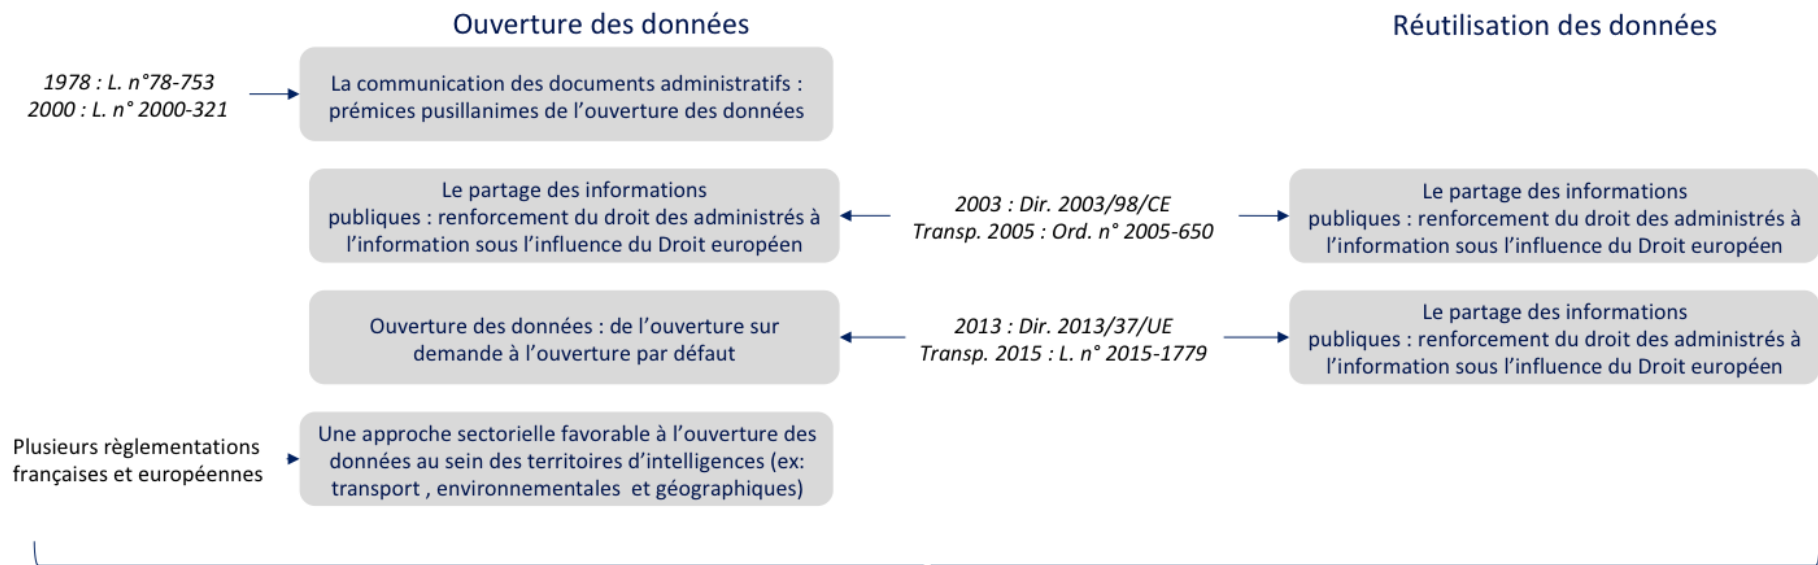 Ouverture des données
Réutilisation des données
1978 : L. n°78-753
2000 : L. n° 2000-321
La communication des documents administratifs :
prémices pusillanimes de l’ouverture des données
Le partage des informations
publiques : renforcement du droit des administrés à
l’information sous l’influence du Droit européen
2003 : Dir. 2003/98/CE
Transp. 2005 : Ord. n° 2005-650
Le partage des informations
publiques : renforcement du droit des administrés à
l’information sous l’influence du Droit européen
Ouverture des données : de l’ouverture sur
demande à l’ouverture par défaut
2013 : Dir. 2013/37/UE
Transp. 2015 : L. n° 2015-1779
Le partage des informations
publiques : renforcement du droit des administrés à
l’information sous l’influence du Droit européen
Plusieurs règlementations
françaises et européennes
Une approche sectorielle favorable à l’ouverture des
données au sein des territoires d’intelligences (ex:
transport , environnementales et géographiques)